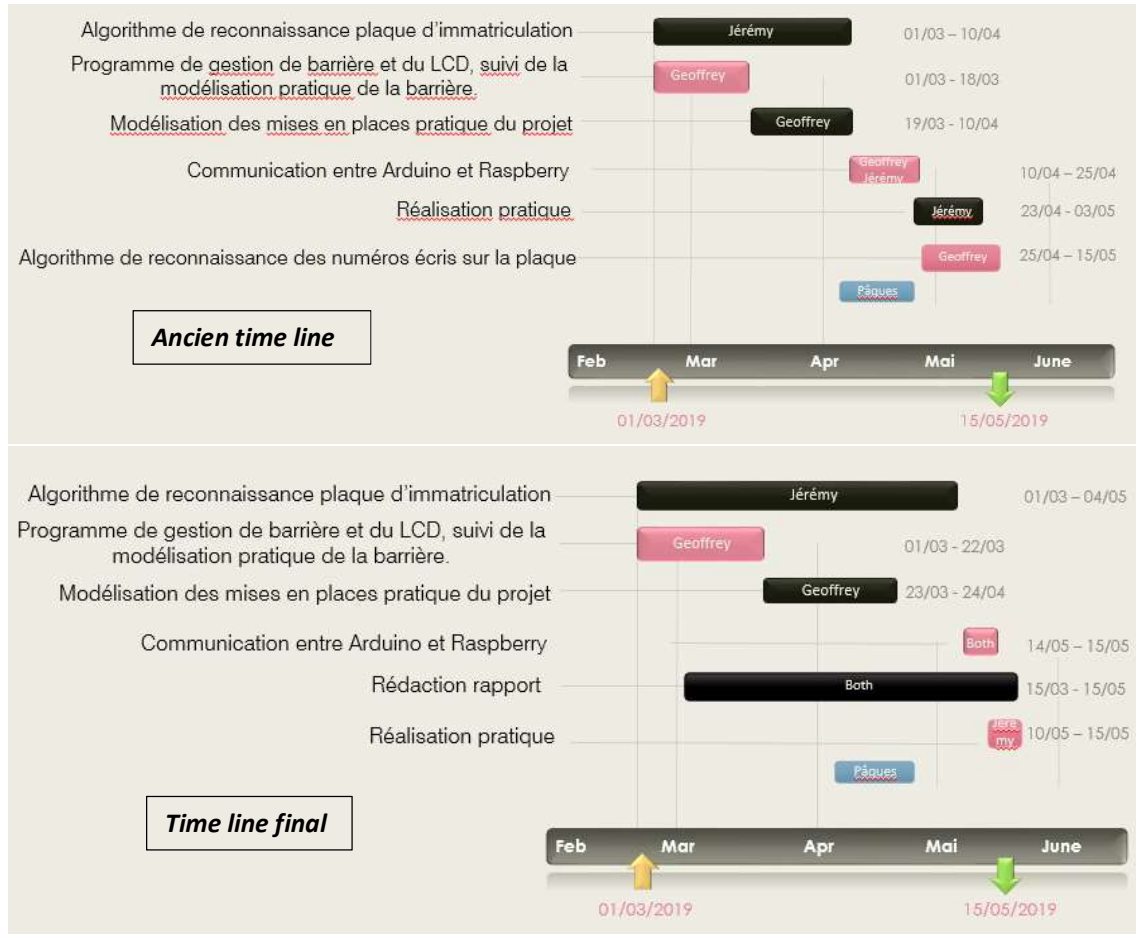 Algorithme de reconnaissance plaque d'immatriculation
Jérémy
01/03 – 10/04
Programme de gestion de barrière et du LCD, suivi de la
modélisation pratique de la barrière.
Geoffrey
01/03 - 18/03
Modélisation des mises en places pratique du projet
Geoffrey
19/03 - 10/04
Communication entre Arduino et Raspberry
Geoffrey
Jérémy
10/04 – 25/04
Réalisation pratique
Jérémy
23/04 - 03/05
Algorithme de reconnaissance des numéros écris sur la plaque
Geoffrey
25/04 – 15/05
Pâques
Ancien time line
Feb Mar Apr Mai June
01/03/2019 15/05/2019
Algorithme de reconnaissance plaque d'immatriculation
Jérémy
01/03 – 04/05
Programme de gestion de barrière et du LCD, suivi de la
modélisation pratique de la barrière.
Geoffrey
01/03 - 22/03
Modélisation des mises en places pratique du projet
Geoffrey
23/03 - 24/04
Communication entre Arduino et Raspberry
Both
14/05 – 15/05
Rédaction rapport
Both
15/03 - 15/05
Réalisation pratique
Jéré
my
10/05 – 15/05
Pâques
Time line final
Feb Mar Apr Mai June
01/03/2019 15/05/2019